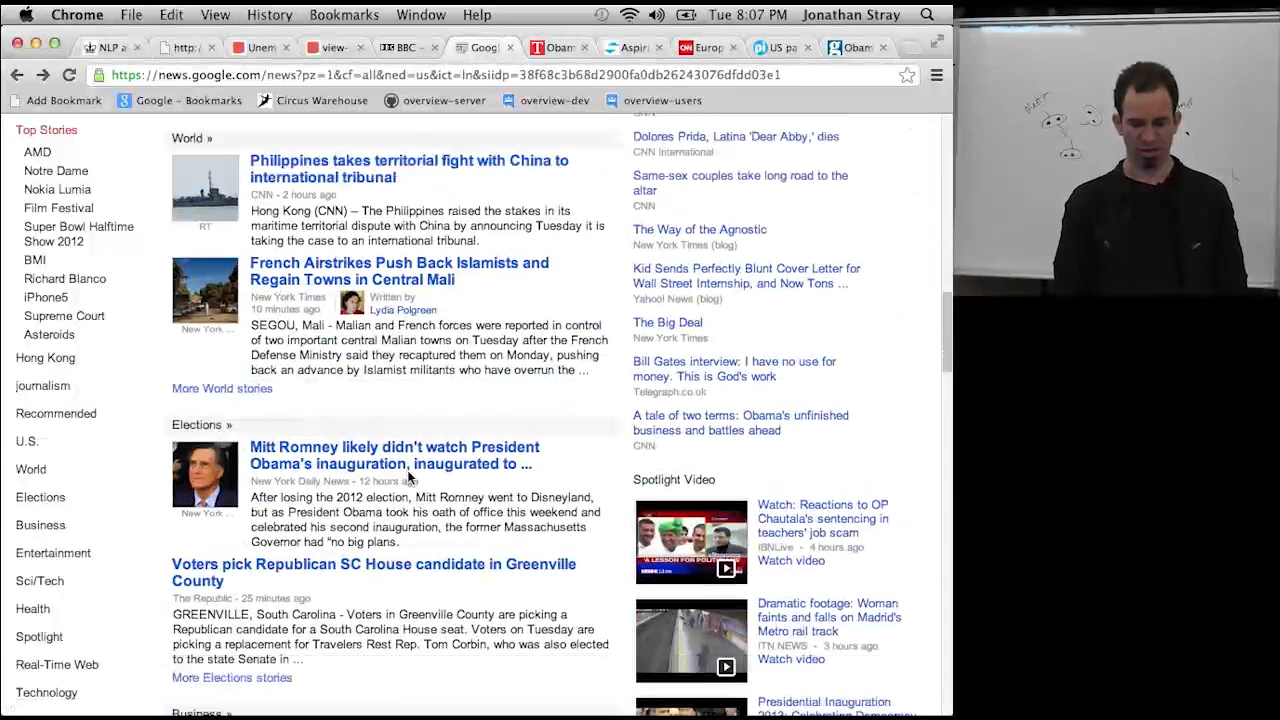 Chrome File Edit View History Bookmarks Window Help Tue 8:07 PM Jonathan Stray
NLP a http: Unem view- BBC - Goog Obam Aspiri Europ US pa Obam
https://news.google.com/news?pz=1&cf=all&ned=us&ict=ln&siidp=38f68c3b68d2900fa0db26243076dfdd03e1
Add Bookmark Google - Bookmarks Circus Warehouse overview-server overview-dev overview-users
Top Stories
AMD
Notre Dame
Nokia Lumia
Film Festival
Super Bowl Halftime
Show 2012
BMI
Richard Blanco
iPhone5
Supreme Court
Asteroids
Hong Kong
journalism
Recommended
U.S.
World
Elections
Business
Entertainment
Sci/Tech
Health
Spotlight
Real-Time Web
Technology
World »
Philippines takes territorial fight with China to
international tribunal
CNN - 2 hours ago
RT
Hong Kong (CNN) – The Philippines raised the stakes in its
maritime territorial dispute with China by announcing Tuesday it is
taking the case to an international tribunal.
French Airstrikes Push Back Islamists and
Regain Towns in Central Mali
New York Times
10 minutes ago
Written by
Lydia Polgreen
New York ...
SEGOU, Mali - Malian and French forces were reported in control
of two important central Malian towns on Tuesday after the French
Defense Ministry said they recaptured them on Monday, pushing
back an advance by Islamist militants who have overrun the ...
More World stories
Elections »
Mitt Romney likely didn't watch President
Obama's inauguration, inaugurated to ...
New York Daily News - 12 hours ago
New York ...
After losing the 2012 election, Mitt Romney went to Disneyland,
but as President Obama took his oath of office this weekend and
celebrated his second inauguration, the former Massachusetts
Governor had “no big plans.
Voters pick Republican SC House candidate in Greenville
County
The Republic - 25 minutes ago
GREENVILLE, South Carolina - Voters in Greenville County are picking a
Republican candidate for a South Carolina House seat. Voters on Tuesday are
picking a replacement for Travelers Rest Rep. Tom Corbin, who was also elected
to the state Senate in ...
More Elections stories
Business »
Dolores Prida, Latina 'Dear Abby,' dies
CNN International
Same-sex couples take long road to the
altar
CNN
The Way of the Agnostic
New York Times (blog)
Kid Sends Perfectly Blunt Cover Letter for
Wall Street Internship, and Now Tons ...
Yahoo! News (blog)
The Big Deal
New York Times
Bill Gates interview: I have no use for
money. This is God's work
Telegraph.co.uk
A tale of two terms: Obama's unfinished
business and battles ahead
CNN
Spotlight Video
Watch: Reactions to OP
Chautala's sentencing in
teachers' job scam
IBNLive - 4 hours ago
Watch video
Dramatic footage: Woman
faints and falls on Madrid's
Metro rail track
ITN NEWS - 3 hours ago
Watch video
Presidential Inauguration